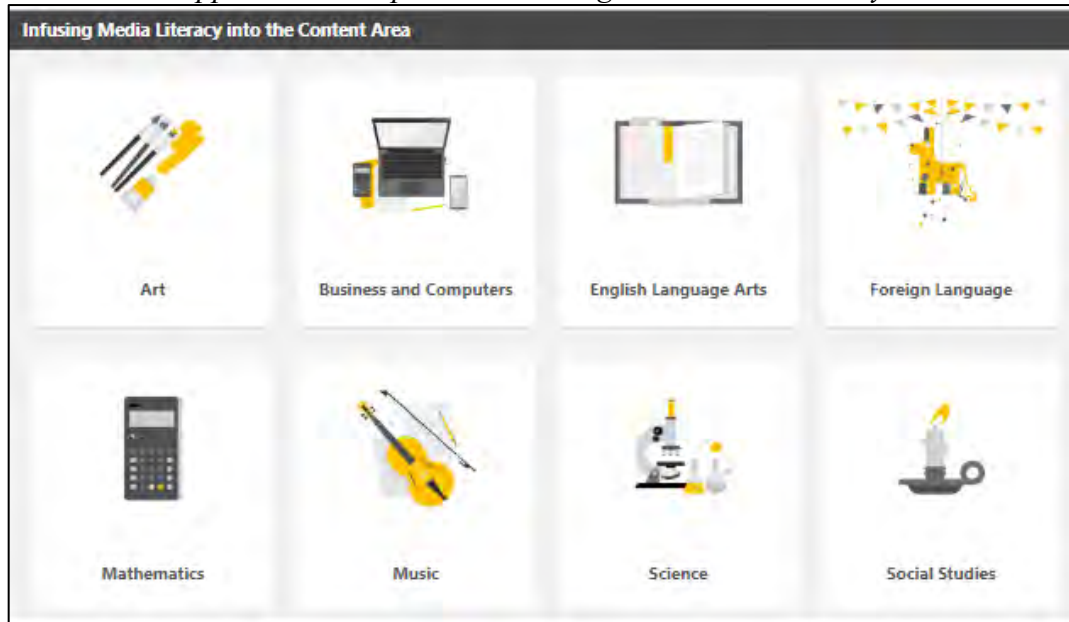 Infusing Media Literacy into the Content Area
Art
Business and Computers
English Language Arts
Foreign Language
Mathematics
Music
Science
Social Studies